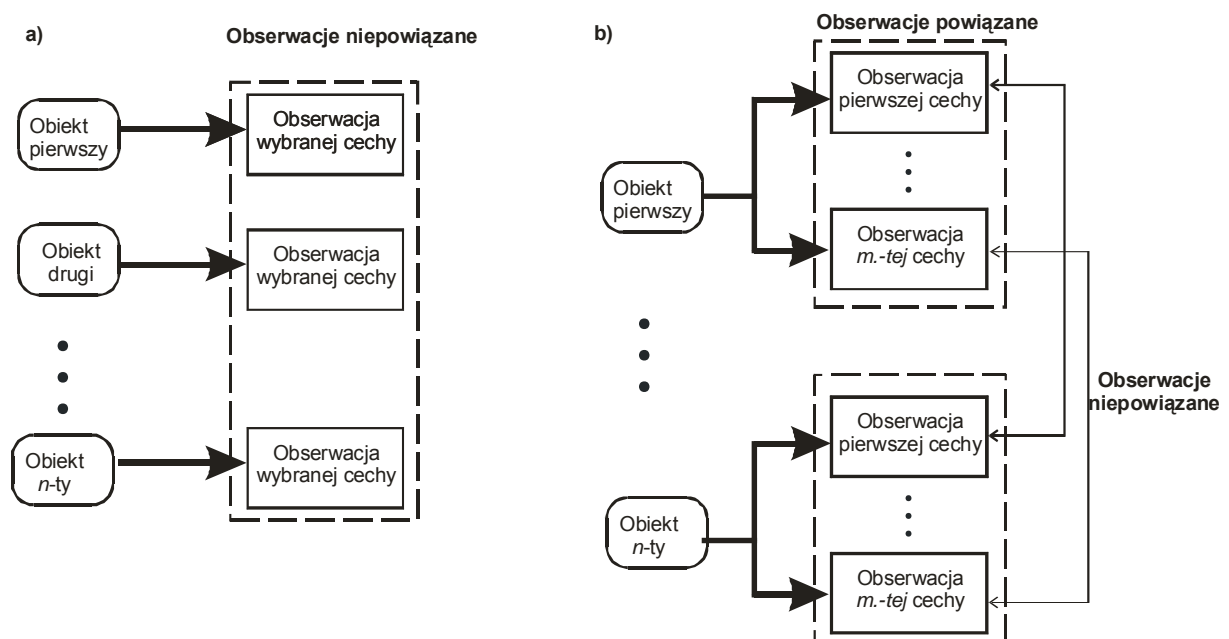 a)
Obserwacje niepowiązane
Obiekt
pierwszy
Obserwacja
wybranej cechy
Obiekt
drugi
Obserwacja
wybranej cechy
Obiekt
n-ty
Obserwacja
wybranej cechy
b)
Obserwacje powiązane
Obiekt
pierwszy
Obserwacja
pierwszej cechy
Obserwacja
m.-tej cechy
Obserwacje
niepowiązane
Obiekt
n-ty
Obserwacja
pierwszej cechy
Obserwacja
m.-tej cechy